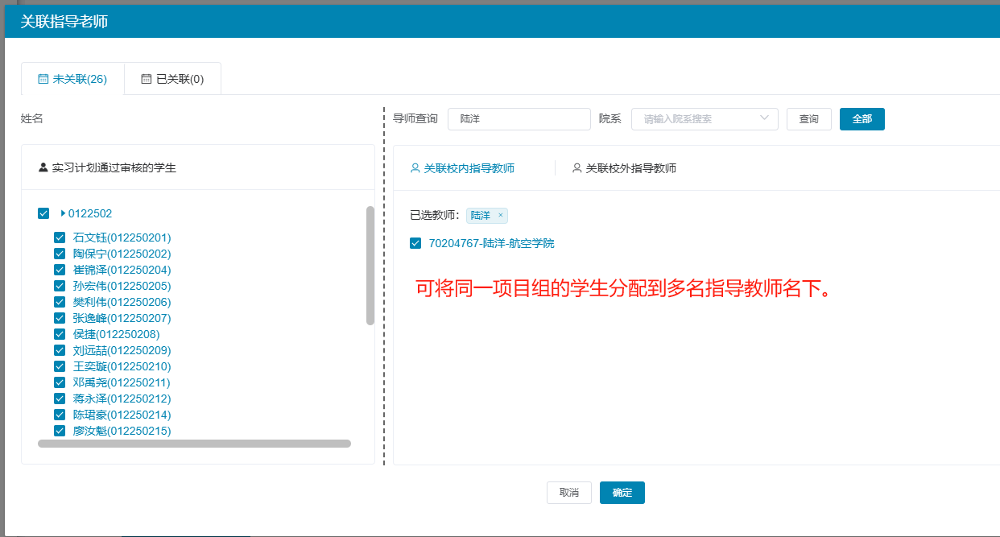 关联指导老师
未关联(26)
已关联(0)
姓名
导师查询
陆洋
院系
请输入院系搜索
查询
全部
实习计划通过审核的学生
0122502
石文钰(012250201)
陶保宁(012250202)
崔锦泽(012250204)
孙宏伟(012250205)
樊利伟(012250206)
张逸峰(012250207)
侯捷(012250208)
刘远喆(012250209)
王奕璇(012250210)
邓禹尧(012250211)
蒋永泽(012250212)
陈珺豪(012250214)
廖汝魁(012250215)
关联校内指导教师
关联校外指导教师
已选教师：
陆洋 ×
70204767-陆洋-航空学院
可将同一项目组的学生分配到多名指导教师名下。
取消
确定